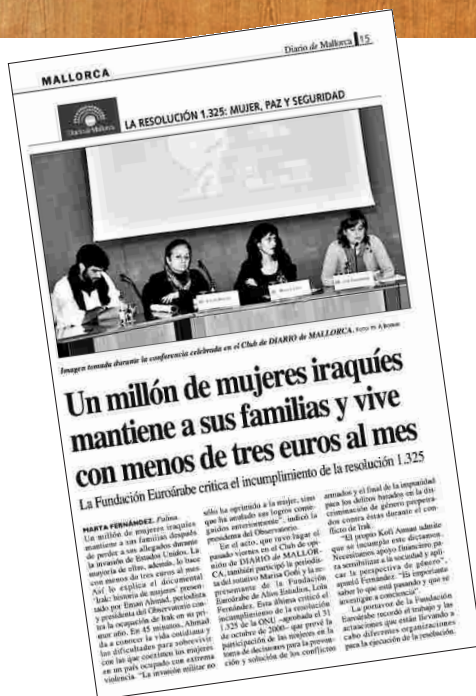 MALLORCA
Diario de Mallorca 15
Diario de Mallorca
LA RESOLUCIÓN 1.325: MUJER, PAZ Y SEGURIDAD
Imagen tomada durante la conferencia celebrada en el Club de DIARIO de MALLORCA. FOTO
Un millón de mujeres iraquíes
mantiene a sus familias y vive
con menos de tres euros al mes
La Fundación Euroárabe critica el incumplimiento de la resolución 1.325
MARTA FERNÁNDEZ. Palma.
Un millón de mujeres iraquíes
mantiene a sus familias después
de perder a sus allegados durante
la invasión de Estados Unidos. La
mayoría de ellas, además, lo hace
con menos de tres euros al mes.
Así lo explica el documental
"Irak: historia de mujeres" presen-
tado por Eman Ahmad, periodista
y presidenta del Observatorio con-
tra la ocupación de Irak en su pri-
mer año. En 45 minutos, Ahmad
da a conocer la vida cotidiana y
las dificultades para sobrevivir
con las que coexisten las mujeres
en un país ocupado con extrema
violencia. "La invasión militar no
sólo ha oprimido a la mujer, sino
que ha anulado sus logros conse-
guidos anteriormente", indicó la
presidenta del Observatorio.
En el acto, que tuvo lugar el
pasado viernes en el Club de opi-
nión de DIARIO de MALLOR-
CA, también participó la periodis-
ta del rotativo Marisa Goñi y la re-
presentante de la Fundación
Euroárabe de Altos Estudios, Lola
Fernández. Esta última criticó el
incumplimiento de la resolución
1.325 de la ONU -aprobada el 31
de octubre de 2000- que prevé la
participación de las mujeres en la
toma de decisiones para la preven-
ción y solución de los conflictos
armados y el final de la impunidad
para los delitos basados en la dis-
criminación de género perpetra-
dos contra éstas durante el con-
flicto de Irak.
"El propio Kofi Annan admite
que se incumple este dictamen.
Necesitamos apoyo financiero pa-
ra sensibilizar a la sociedad y apli-
car la perspectiva de género",
apuntó Fernández. "Es importante
saber lo que está pasando y que se
investigue a conciencia".
La portavoz de la Fundación
Euroárabe recordó el trabajo y las
actuaciones que están llevando a
cabo diferentes organizaciones
para la ejecución de la resolución.